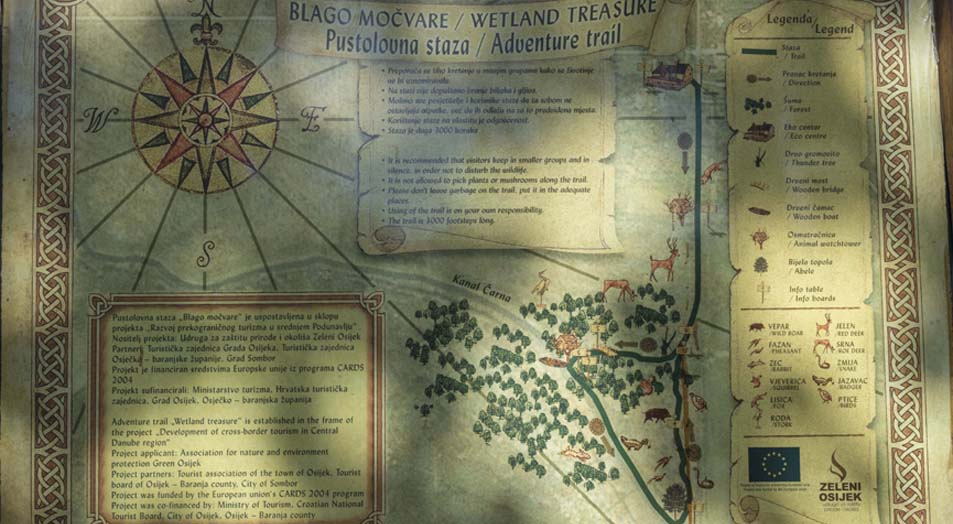 N
W
E
S
BLAGO MOČVARE / WETLAND TREASURE
Pustolovna staza / Adventure trail
• Preporuča se tiho kretanje u manjim grupama kako se životinje
ne bi uznemiravale.
• Na stazi nije dopušteno branje biljaka i gljiva.
• Molimo sve posjetitelje i korisnike staze da za sobom ne
ostavljaju otpatke, već da ih odlažu na za to predviđena mjesta.
• Korištenje staze na vlastitu je odgovornost.
• Staza je duga 3000 koraka
• It is recommended that visitors keep in smaller groups and in
silence, in order not to disturb the wildlife.
• It is not allowed to pick plants or mushrooms along the trail.
• Please don't leave garbage on the trail, put it in the adequate
places.
• Using of the trail is on your own responsibility.
• The trail is 3000 footsteps long.
Kanal Čarna
Pustolovna staza „Blago močvare" je uspostavljena u sklopu
projekta „Razvoj prekograničnog turizma u srednjem Podunavlju"
Nositelj projekta: Udruga za zaštitu prirode i okoliša Zeleni Osijek
Partneri: Turistička zajednica Grada Osijeka, Turistička zajednica
Osječko – baranjske županije, Grad Sombor
Projekt je financiran sredstvima Europske unije iz programa CARDS
2004
Projekt sufinancirali: Ministarstvo turizma, Hrvatska turistička
zajednica, Grad Osijek, Osječko – baranjska županija
Adventure trail „Wetland treasure" is established in the frame of
the project „Development of cross-border tourism in Central
Danube region"
Project applicant: Association for nature and environment
protection Green Osijek
Project partners: Tourist association of the town of Osijek, Tourist
board of Osijek – Baranja county, City of Sombor
Project was funded by the European union's CARDS 2004 program
Project was co-financed by: Ministry of Tourism, Croatian National
Tourist Board, City of Osijek, Osijek – Baranja county
Legenda/
Legend
Staza
/ Trail
Pravac kretanja
/ Direction
Šuma
/ Forest
Eko centar
/ Eco centre
Drvo gromovito
/ Thunder tree
Drveni most
/ Wooden bridge
Drveni čamac
/ Wooden boat
Osmatračnica
/ Animal watchtower
Bijela topola
/ Abele
Info table
/ Info boards
VEPAR
/WILD BOAR
FAZAN
/PHEASANT
ZEC
/RABBIT
VJEVERICA
/SQUIRREL
LISICA
/FOX
RODA
/STORK
JELEN
/RED DEER
SRNA
/ROE DEER
ZMIJA
/SNAKE
JAZAVAC
/BADGER
PTICE
/BIRDS
ZELENI
OSIJEK